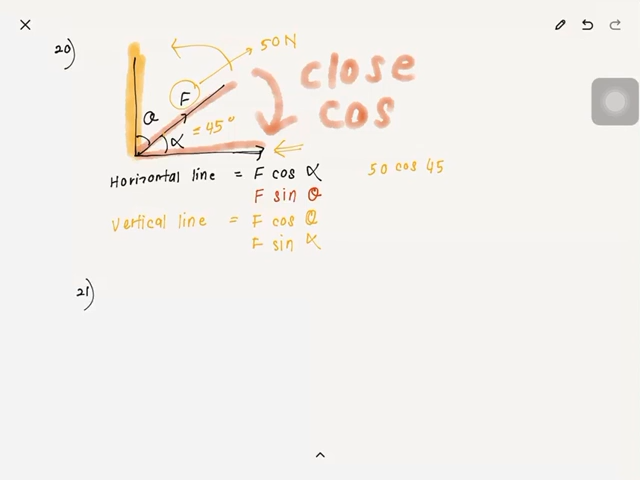 20)
50N
F
θ
α = 45°
close
cos
Horizontal line = F cos α
50 cos 45
F sin θ
Vertical line = F cos θ
F sin α
21)